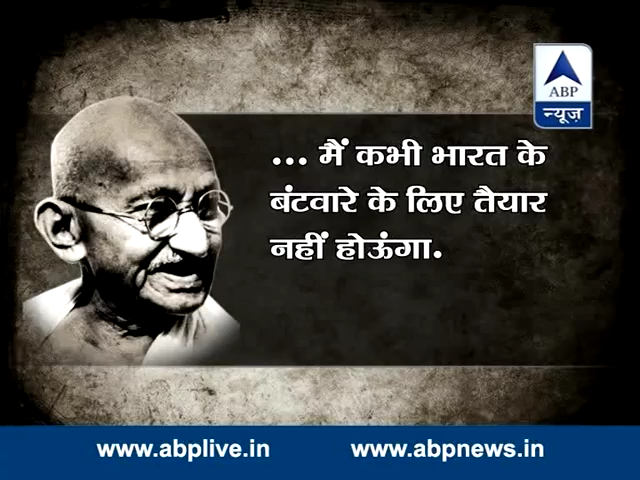 ABP
न्यूज़
... मैं कभी भारत के
बंटवारे के लिए तैयार
नहीं होऊंगा.
www.abplive.in
www.abpnews.in